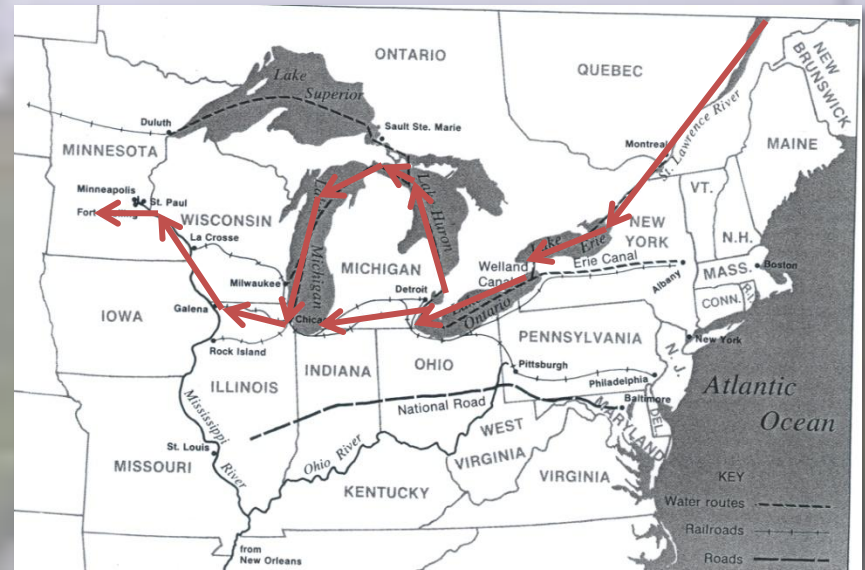 ONTARIO
QUEBEC
NEW
BRUNSWICK
Lake
Superior
Duluth
Sault Ste. Marie
MINNESOTA
Montreal
St. Lawrence River
MAINE
Minneapolis
St. Paul
Fort
WISCONSIN
La Crosse
Lake Huron
Michigan
VT.
NEW
YORK
N.H.
Lake
Erie
Erie Canal
Welland
Canal
Albany
MASS.
Boston
CONN.
R.I.
Milwaukee
MICHIGAN
Detroit
Ontario
IOWA
Galena
Rock Island
ILLINOIS
INDIANA
OHIO
PENNSYLVANIA
Pittsburgh
Philadelphia
New York
N.J.
National Road
Baltimore
MARYLAND
DEL.
Atlantic
Ocean
Mississippi
River
St. Louis
MISSOURI
Ohio River
KENTUCKY
WEST
VIRGINIA
VIRGINIA
KEY
Water routes
Railroads
Roads
from
New Orleans